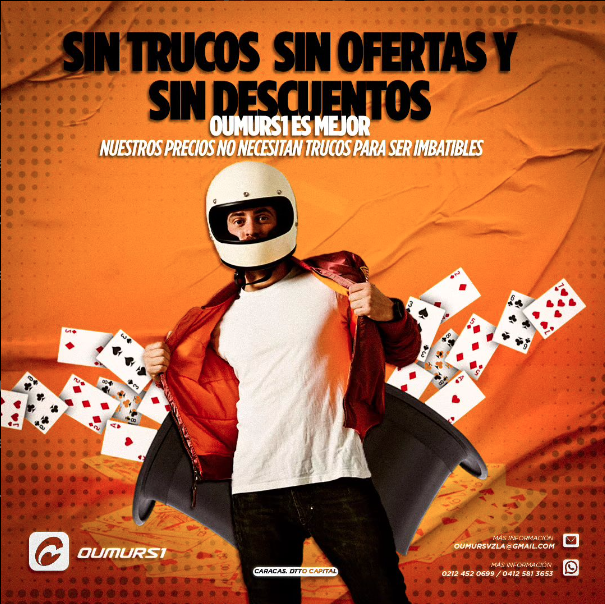 SIN TRUCOS SIN OFERTAS Y
SIN DESCUENTOS
OUMURS1 ES MEJOR
NUESTROS PRECIOS NO NECESITAN TRUCOS PARA SER IMBATIBLES
OUMURS1
CARACAS. DTTO CAPITAL
MÁS INFORMACIÓN
OUMURSVZLA@GMAIL.COM
MÁS INFORMACIÓN
0212 452 0699 / 0412 581 3653